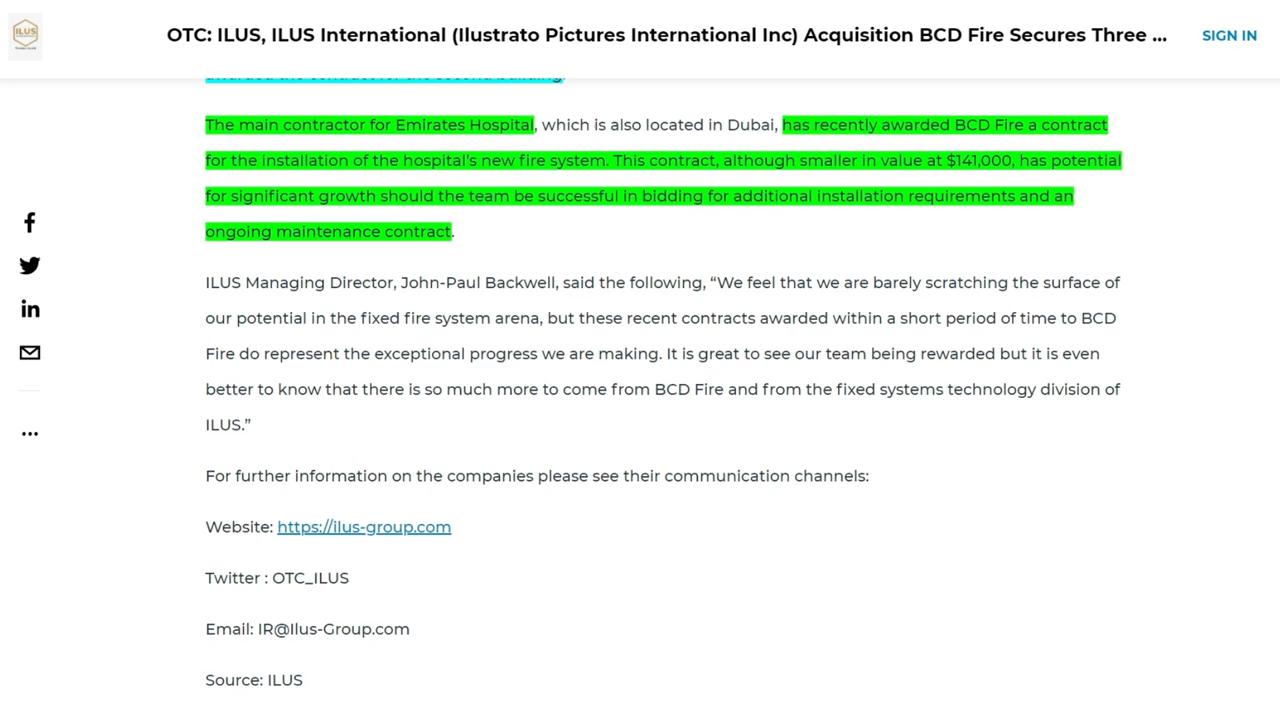 ILUS
OTC: ILUS, ILUS International (Ilustrato Pictures International Inc) Acquisition BCD Fire Secures Three ...
SIGN IN
awarded the contract for the second building.
The main contractor for Emirates Hospital, which is also located in Dubai, has recently awarded BCD Fire a contract
for the installation of the hospital's new fire system. This contract, although smaller in value at $141,000, has potential
for significant growth should the team be successful in bidding for additional installation requirements and an
ongoing maintenance contract.
ILUS Managing Director, John-Paul Backwell, said the following, “We feel that we are barely scratching the surface of
our potential in the fixed fire system arena, but these recent contracts awarded within a short period of time to BCD
Fire do represent the exceptional progress we are making. It is great to see our team being rewarded but it is even
better to know that there is so much more to come from BCD Fire and from the fixed systems technology division of
ILUS.”
For further information on the companies please see their communication channels:
Website: https://ilus-group.com
Twitter : OTC_ILUS
Email: IR@Ilus-Group.com
Source: ILUS